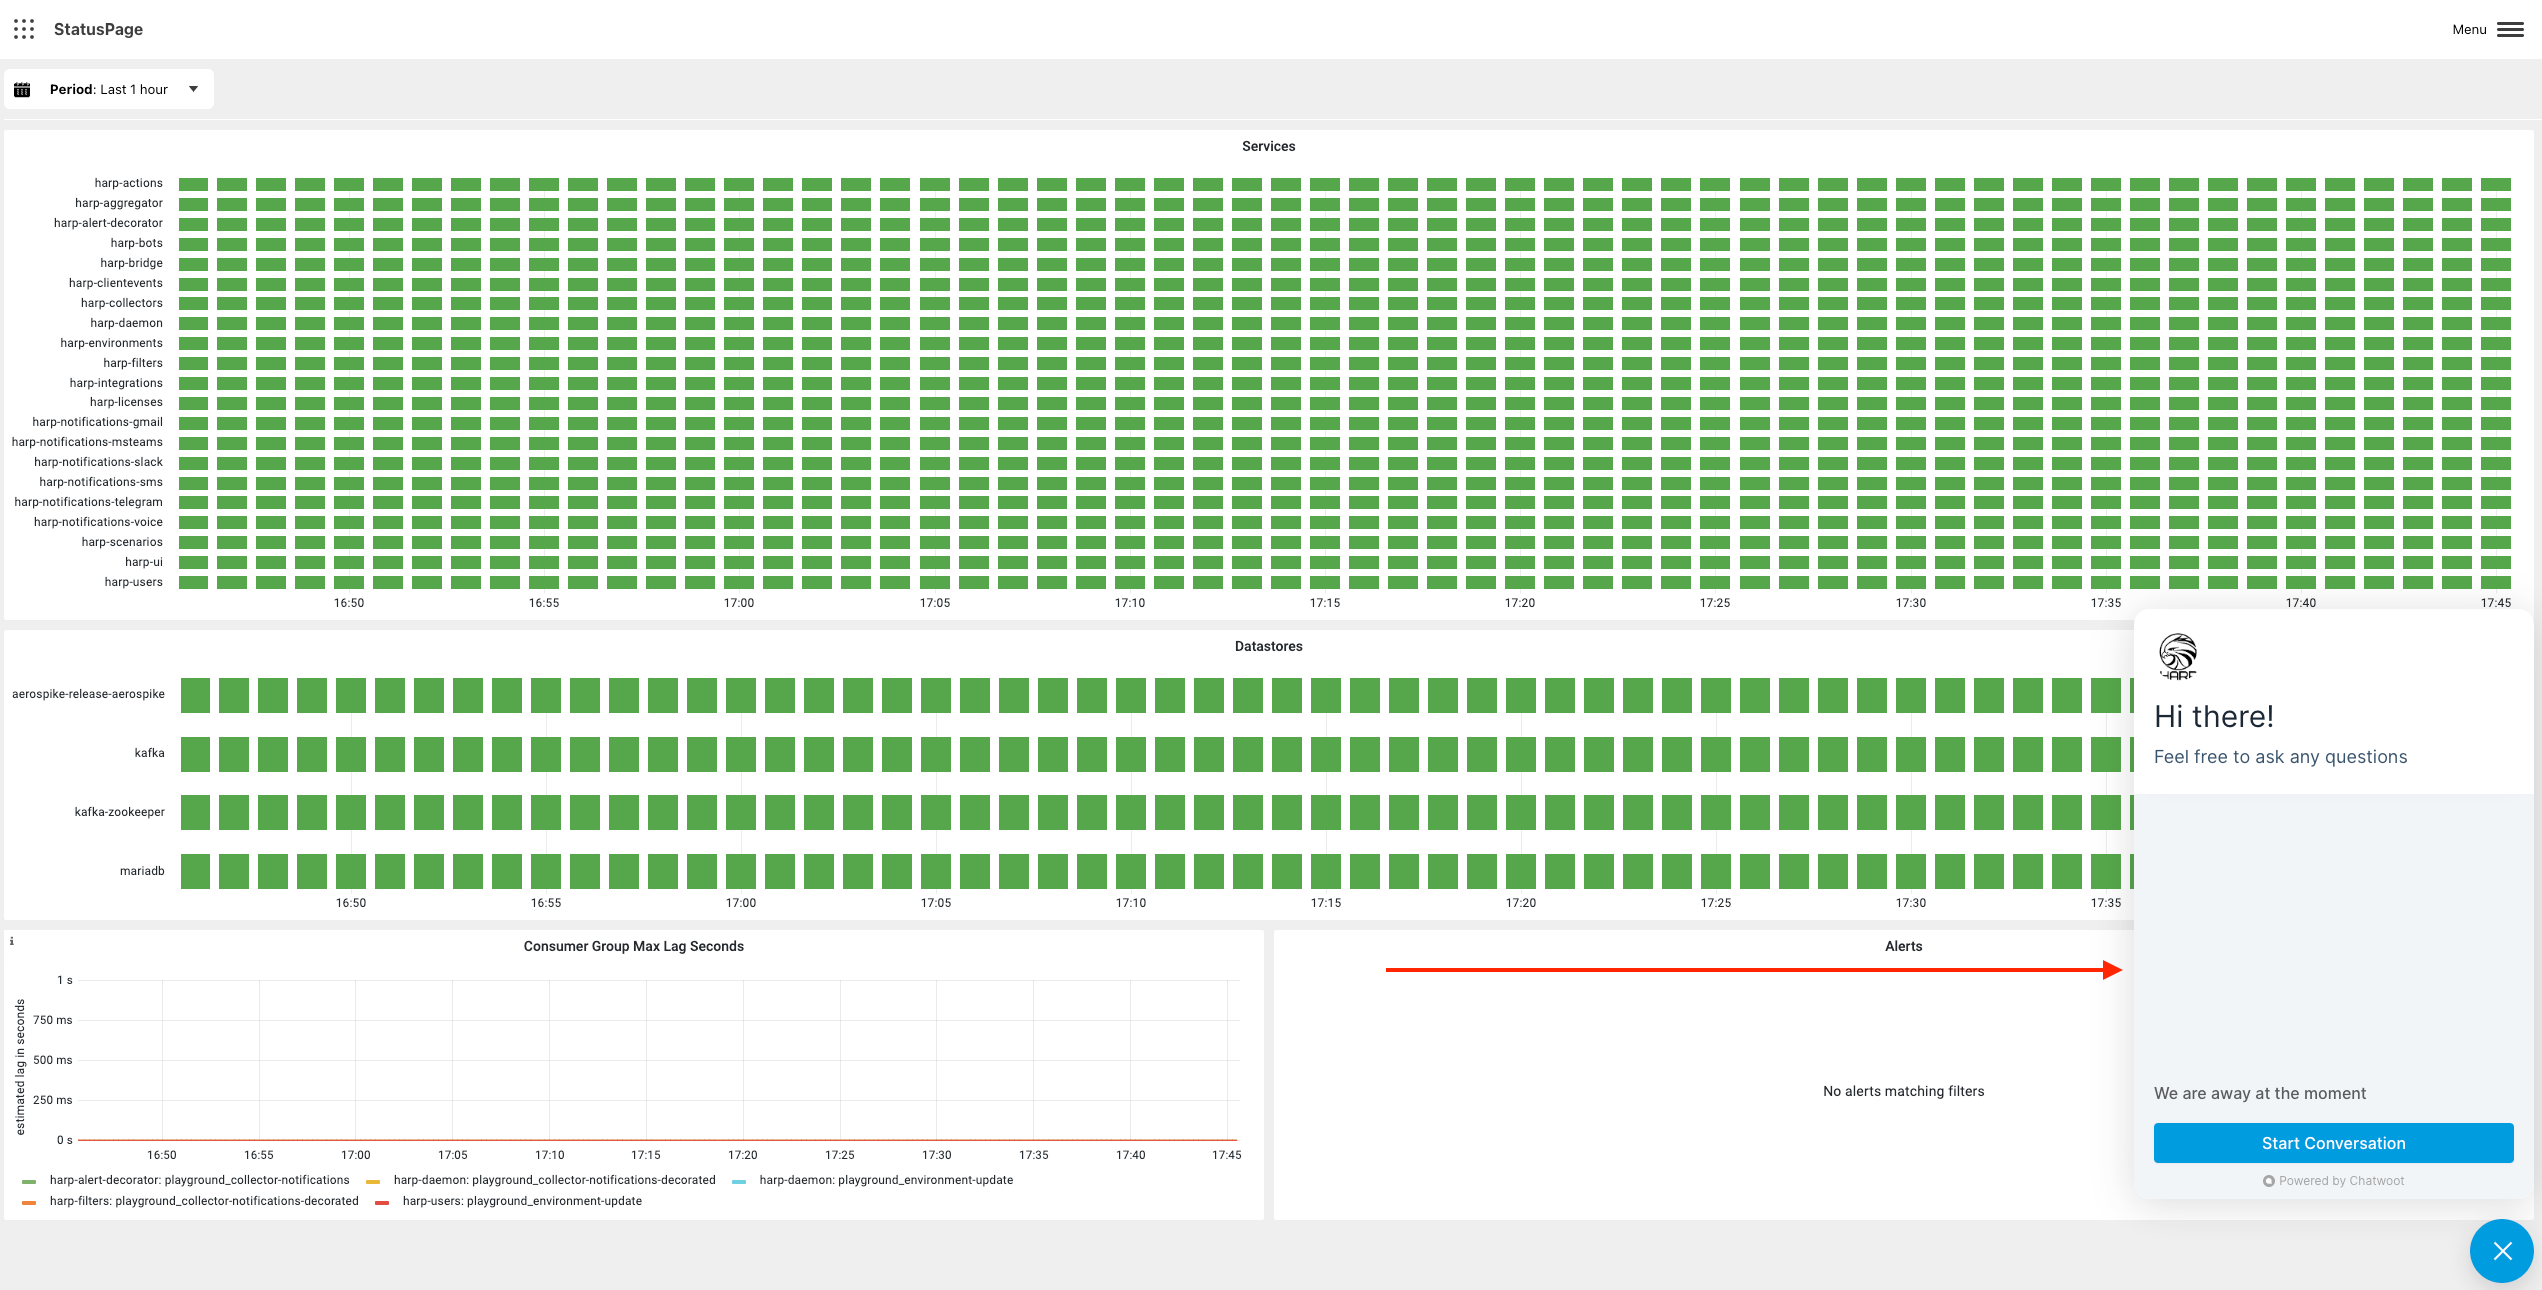 StatusPage
Menu
Period: Last 1 hour
Services
harp-actions
harp-aggregator
harp-alert-decorator
harp-bots
harp-bridge
harp-clientevents
harp-collectors
harp-daemon
harp-environments
harp-filters
harp-integrations
harp-licenses
harp-notifications-gmail
harp-notifications-msteams
harp-notifications-slack
harp-notifications-sms
harp-notifications-telegram
harp-notifications-voice
harp-scenarios
harp-ui
harp-users
16:50 16:55 17:00 17:05 17:10 17:15 17:20 17:25 17:30 17:35 17:40 17:45
Datastores
aerospike-release-aerospike
kafka
kafka-zookeeper
mariadb
16:50 16:55 17:00 17:05 17:10 17:15 17:20 17:25 17:30 17:35
Consumer Group Max Lag Seconds
estimated lag in seconds
1 s
750 ms
500 ms
250 ms
0 s
16:50 16:55 17:00 17:05 17:10 17:15 17:20 17:25 17:30 17:35 17:40 17:45
harp-alert-decorator: playground_collector-notifications harp-daemon: playground_collector-notifications-decorated harp-daemon: playground_environment-update
harp-filters: playground_collector-notifications-decorated harp-users: playground_environment-update
Alerts
No alerts matching filters
HARP
Hi there!
Feel free to ask any questions
We are away at the moment
Start Conversation
Powered by Chatwoot